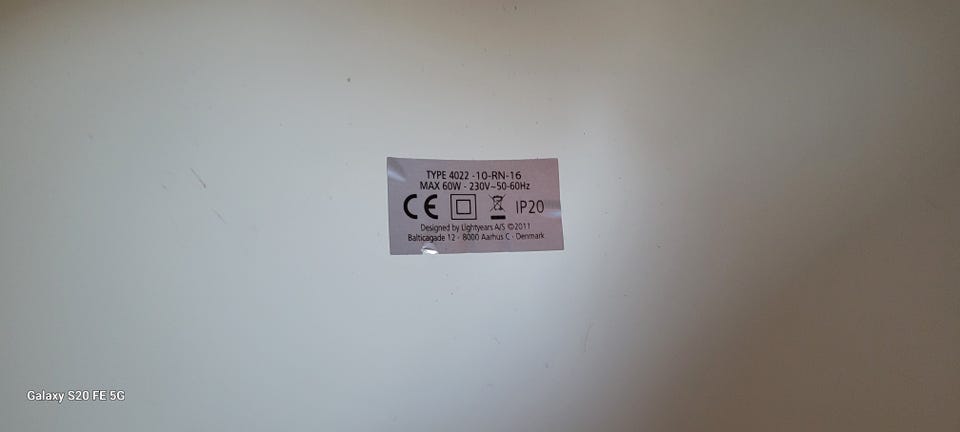 TYPE 4022 -10-RN-16
MAX 60W - 230V~50-60Hz
CE IP20
Designed by Lightyears A/S ©2011
Balticagade 12 · 8000 Aarhus C · Denmark
Galaxy S20 FE 5G